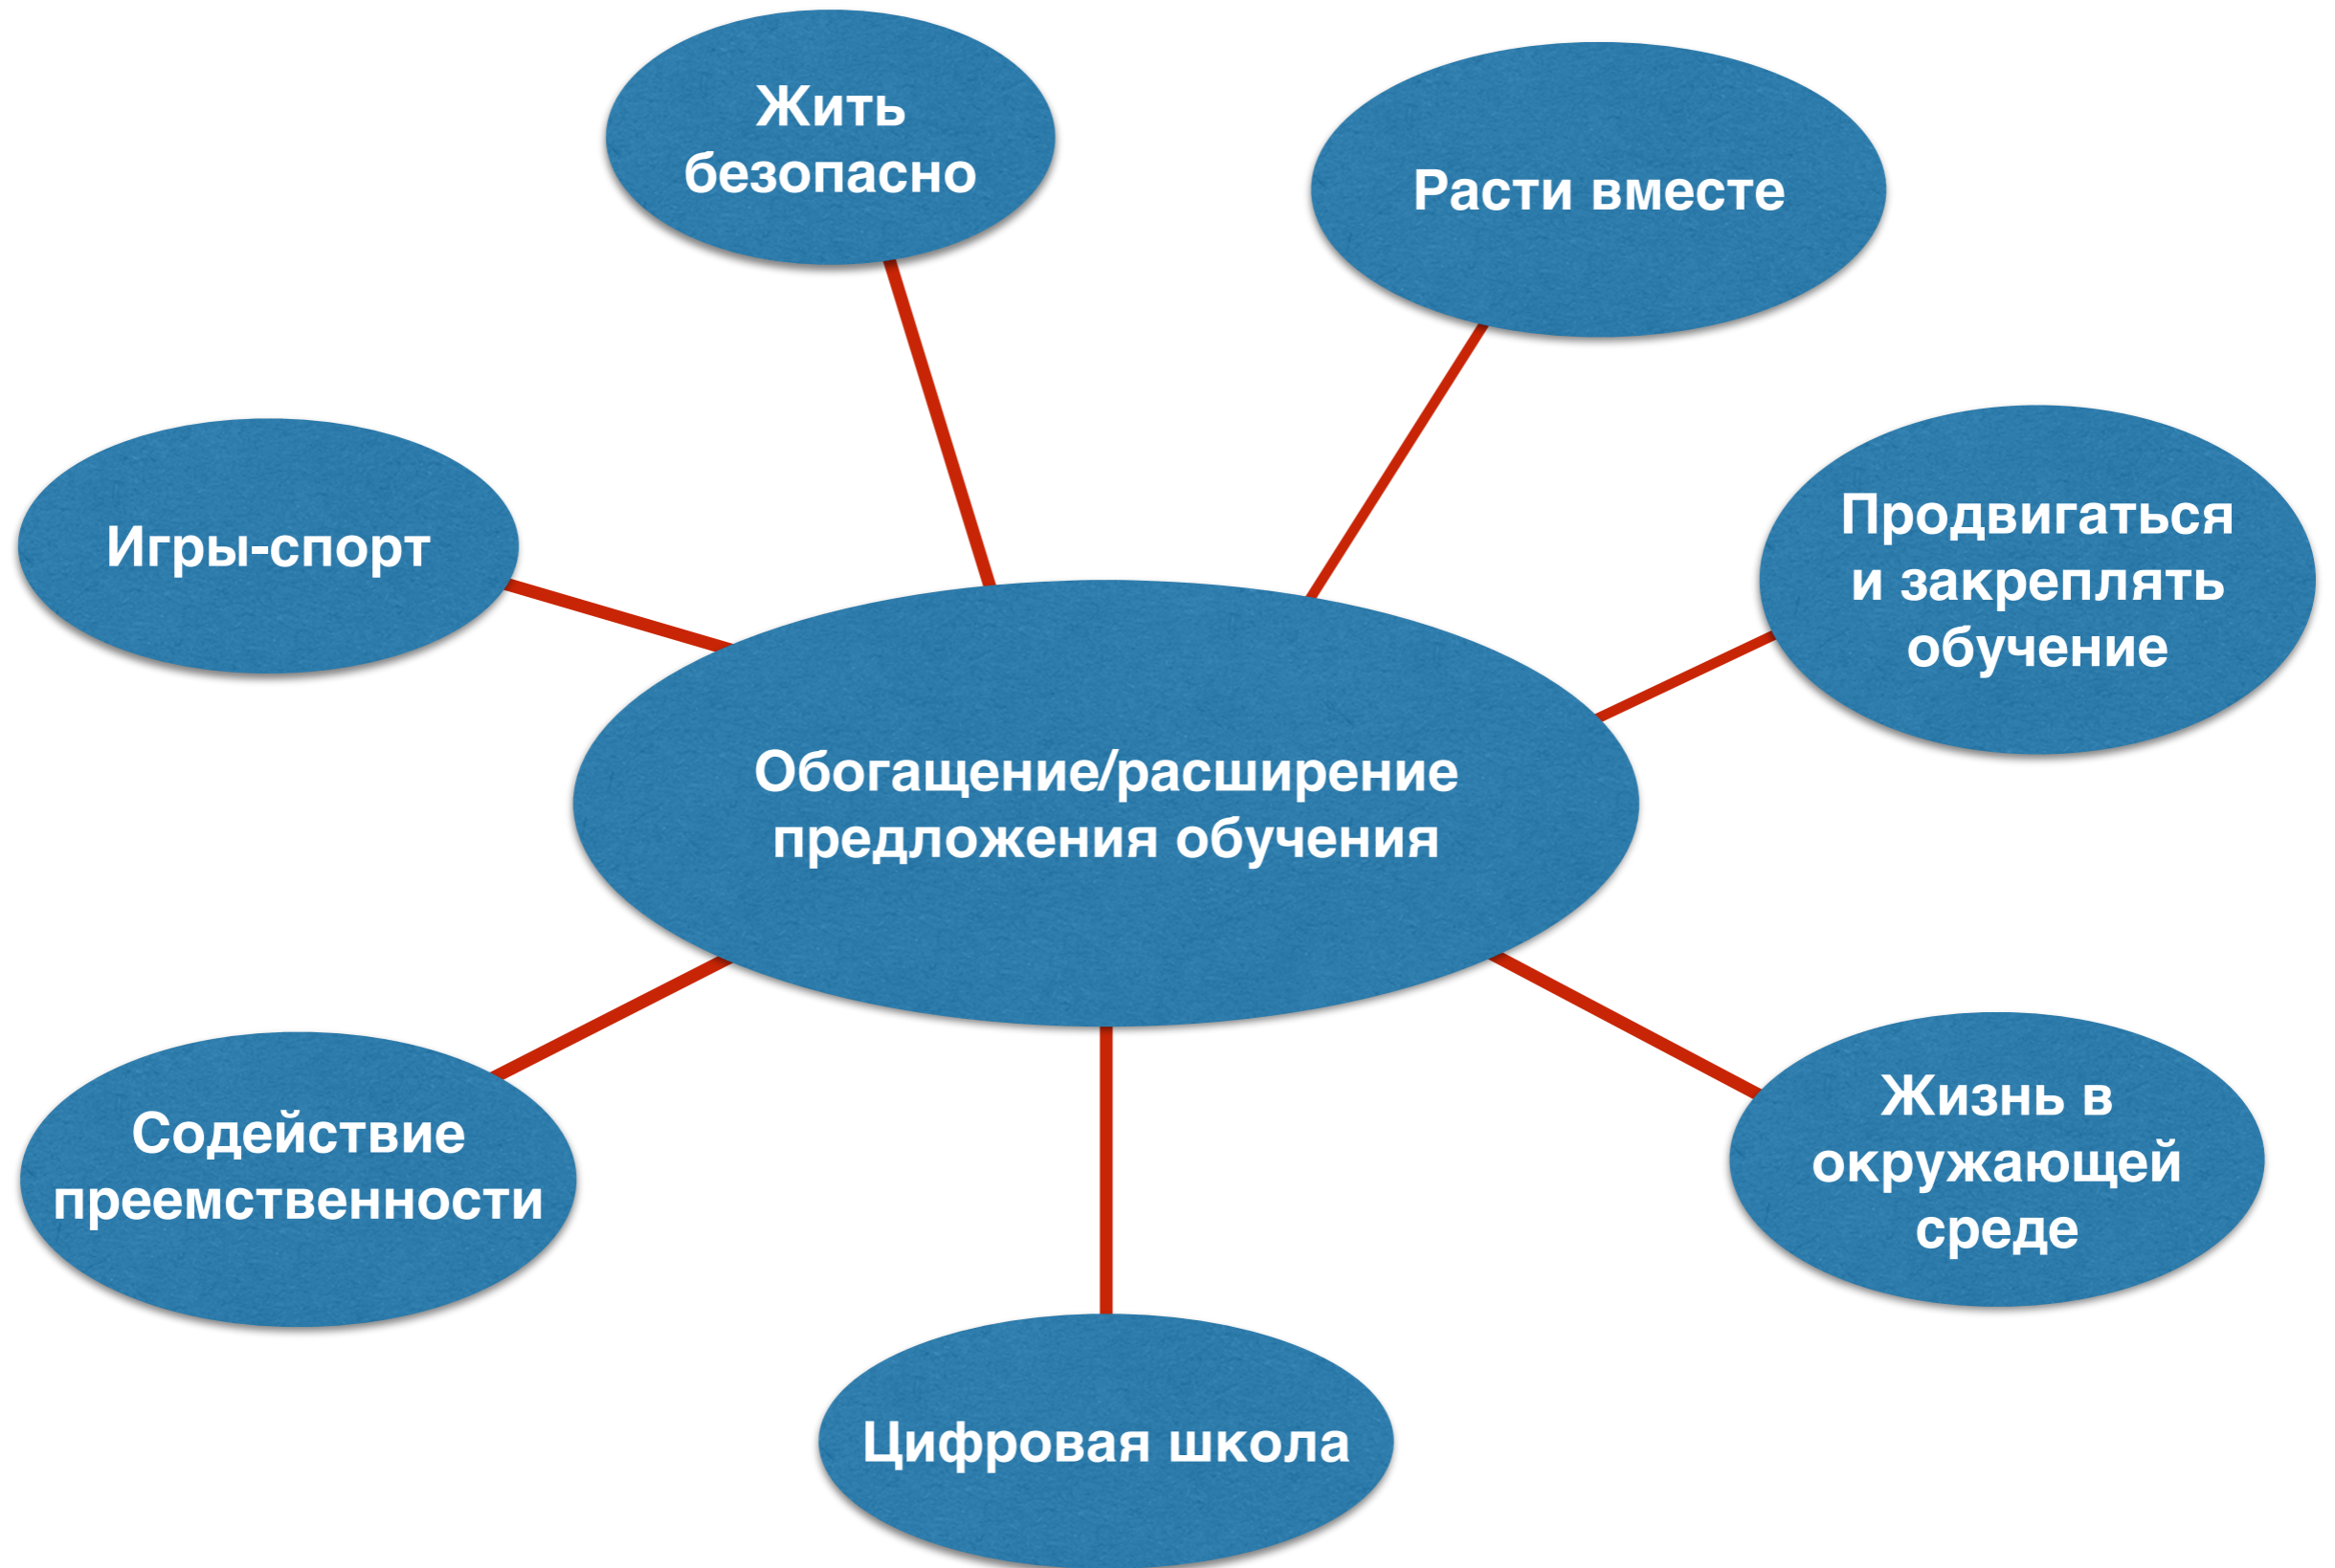 Жить
безопасно
Расти вместе
Игры-спорт
Продвигаться
и закреплять
обучение
Обогащение/расширение
предложения обучения
Содействие
преемственности
Жизнь в
окружающей
среде
Цифровая школа